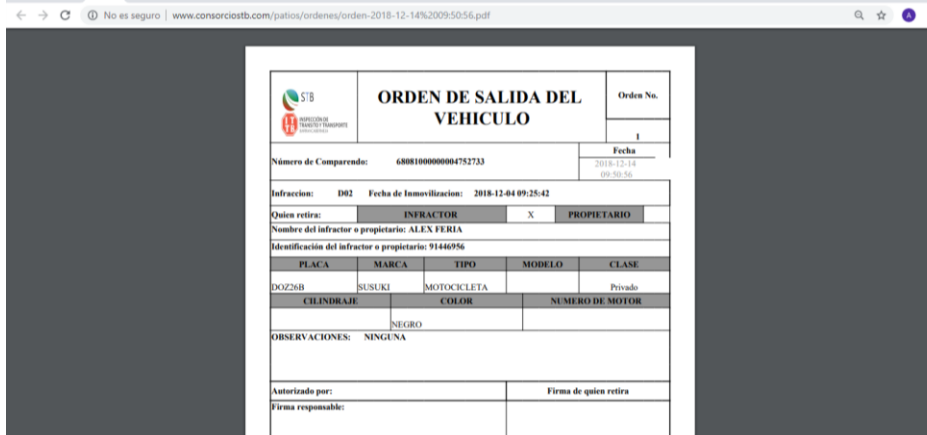 No es seguro | www.consorciostb.com/patios/ordenes/orden-2018-12-14%2009:50:56.pdf
A
STB
ITTB INSPECCIÓN DE
TRANSITO Y TRANSPORTE
ORDEN DE SALIDA DEL
VEHICULO
Orden No.
1
Número de Comparendo: 68081000000004752733
Fecha
2018-12-14
09:50:56
Infraccion: D02 Fecha de Inmovilizacion: 2018-12-04 09:25:42
Quien retira: INFRACTOR X PROPIETARIO
Nombre del infractor o propietario: ALEX FERIA
Identificación del infractor o propietario: 91446956
PLACA MARCA TIPO MODELO CLASE
DOZ26B SUSUKI MOTOCICLETA Privado
CILINDRAJE COLOR NUMERO DE MOTOR
NEGRO
OBSERVACIONES: NINGUNA
Autorizado por: Firma de quien retira
Firma responsable: